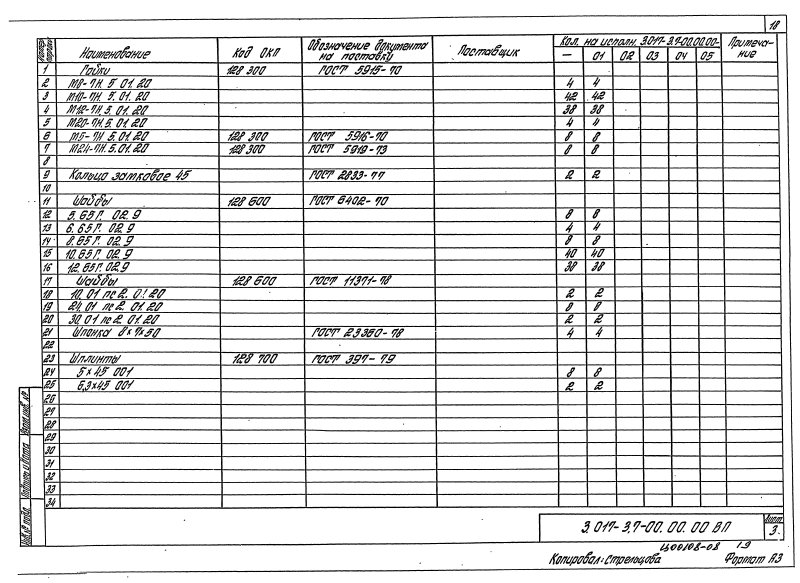 18
Номер строки Наименование Код ОКП Обозначение документа на поставку Поставщик Кол. на исполн. 3.017-3.7-00.00.00- Примеча-ние
— 01 02 03 04 05
1 Гайки 128 300 ГОСТ 5915-70
2 М8-7Н. 5. 01. 20 4 4
3 М10-7Н. 5. 01. 20 42 42
4 М12-7Н. 5. 01. 20 38 38
5 М20-7Н. 5. 01. 20 4 4
6 М5-7Н. 5. 01. 20 128 300 ГОСТ 5916-70 8 8
7 М24-7Н. 5. 01. 20 128 300 ГОСТ 5919-73 8 8
8
9 Кольцо замковое 45 ГОСТ 2833-77 2 2
10
11 Шайбы 128 600 ГОСТ 6402-70
12 5. 65Г. 02. 9 8 8
13 6. 65Г. 02. 9 4 4
14 8. 65Г. 02. 9 8 8
15 10. 65Г. 02. 9 40 40
16 12. 65Г. 02. 9 38 38
17 Шайбы 128 600 ГОСТ 11371-78
18 10. 01 пс 2. 01. 20 2 2
19 24. 01 пс 2. 01. 20 8 8
20 30. 01 пс 2. 01. 20 2 2
21 Шпонка 8×7×50 ГОСТ 23360-78 4 4
22
23 Шплинты 128 700 ГОСТ 397-79
24 5×45 001 8 8
25 6,3×45 001 2 2
26
27
28
29
30
31
32
33
34
Взам. инв. №
Подпись и дата
Инв. № подл.
3. 017-3.7-00. 00. 00 ВП
Лист
3
Ц00108-08 19
Копировал: Стрельцова Формат А3